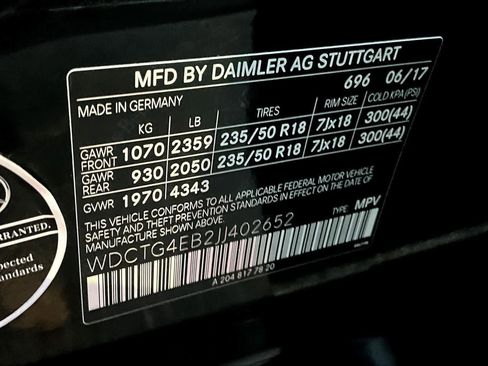 MFD BY DAIMLER AG STUTTGART
696 06/17
MADE IN GERMANY
KG LB TIRES RIM SIZE COLD KPA(PSI)
GAWR FRONT 1070 2359 235/50 R18 7Jx18 300(44)
GAWR REAR 930 2050 235/50 R18 7Jx18 300(44)
GVWR 1970 4343
THIS VEHICLE CONFORMS TO ALL APPLICABLE FEDERAL MOTOR VEHICLE
SAFETY AND THEFT PREVENTION STANDARDS IN EFFECT ON THE DATE OF
MANUFACTURE SHOWN ABOVE.
TYPE: MPV
WDCTG4EB2JJ402652
A 204 817 78 20
spected
Standards